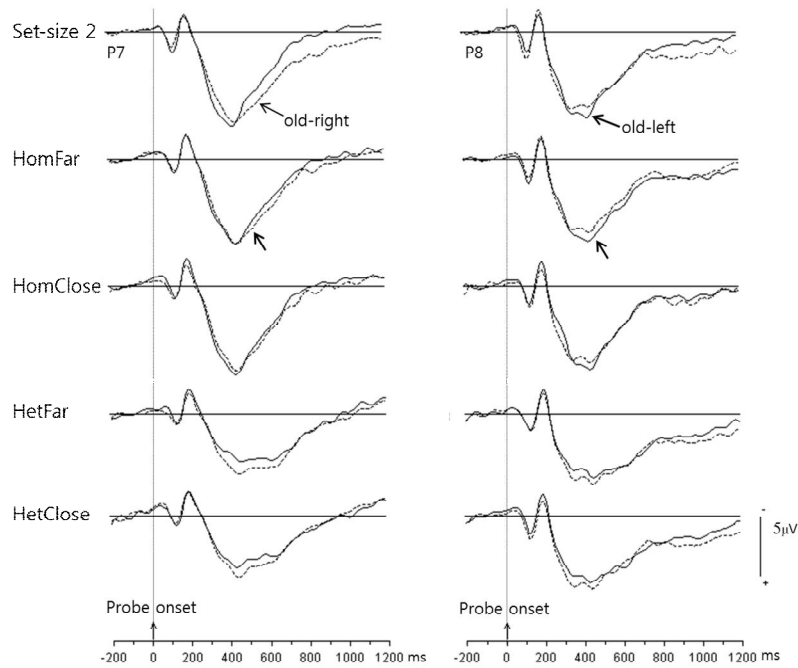 Set-size 2
P7
P8
old-right
old-left
HomFar
HomClose
HetFar
HetClose
-
5μV
+
Probe onset
Probe onset
-200 0 200 400 600 800 1000 1200 ms
-200 0 200 400 600 800 1000 1200 ms